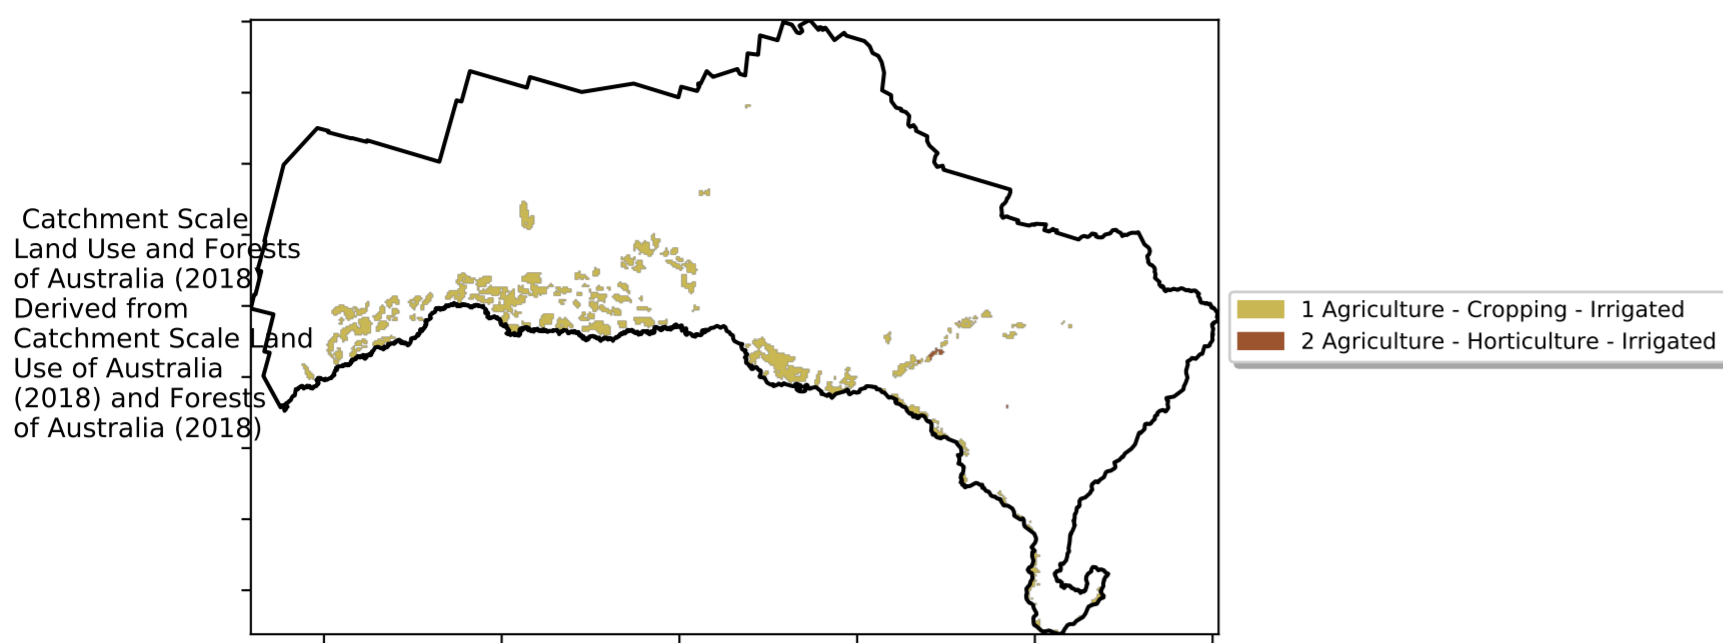 Catchment Scale
Land Use and Forests
of Australia (2018)
Derived from
Catchment Scale Land
Use of Australia
(2018) and Forests
of Australia (2018)
1 Agriculture - Cropping - Irrigated
2 Agriculture - Horticulture - Irrigated